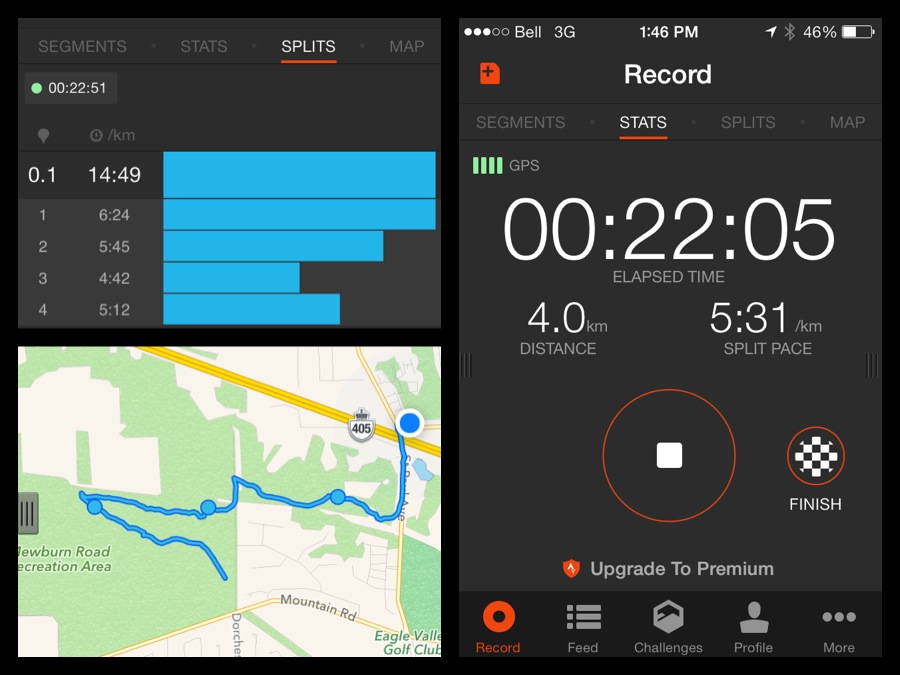 SEGMENTS • STATS • SPLITS • MAP
00:22:51
/km
0.1 14:49
1 6:24
2 5:45
3 4:42
4 5:12
405
ewburn Road
ecreation Area
Mountain Rd
Dorches
Eagle Valle
Golf Club
Bell 3G 1:46 PM 46%
Record
SEGMENTS • STATS • SPLITS • MAP
GPS
00:22:05
ELAPSED TIME
4.0km 5:31 /km
DISTANCE SPLIT PACE
FINISH
Upgrade To Premium
Record Feed Challenges Profile More